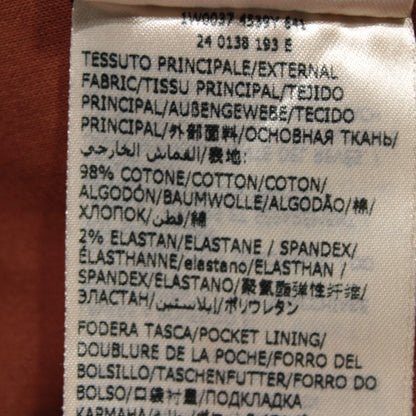 24 0138 193 E
TESSUTO PRINCIPALE/EXTERNAL
FABRIC/TISSU PRINCIPAL/TEJIDO
PRINCIPAL/AUßENGEWEBE/TECIDO
PRINCIPAL/外部面料/ОСНОВНАЯ ТКАНЬ/
القماش الخارجي/表地:
98% COTONE/COTTON/COTON/
ALGODÓN/BAUMWOLLE/ALGODÃO/棉/
ХЛОПОК/قطن/綿
2% ELASTAN/ELASTANE / SPANDEX/
ÉLASTHANNE/elastano/ELASTHAN /
SPANDEX/ELASTANO/聚氨酯弹性纤维/
ЭЛАСТАН/إيلاستين/ポリウレタン
FODERA TASCA/POCKET LINING/
DOUBLURE DE LA POCHE/FORRO DEL
BOLSILLO/TASCHENFUTTER/FORRO DO
BOLSO/口袋衬里/ПОДКЛАДКА
КАРМАНА/